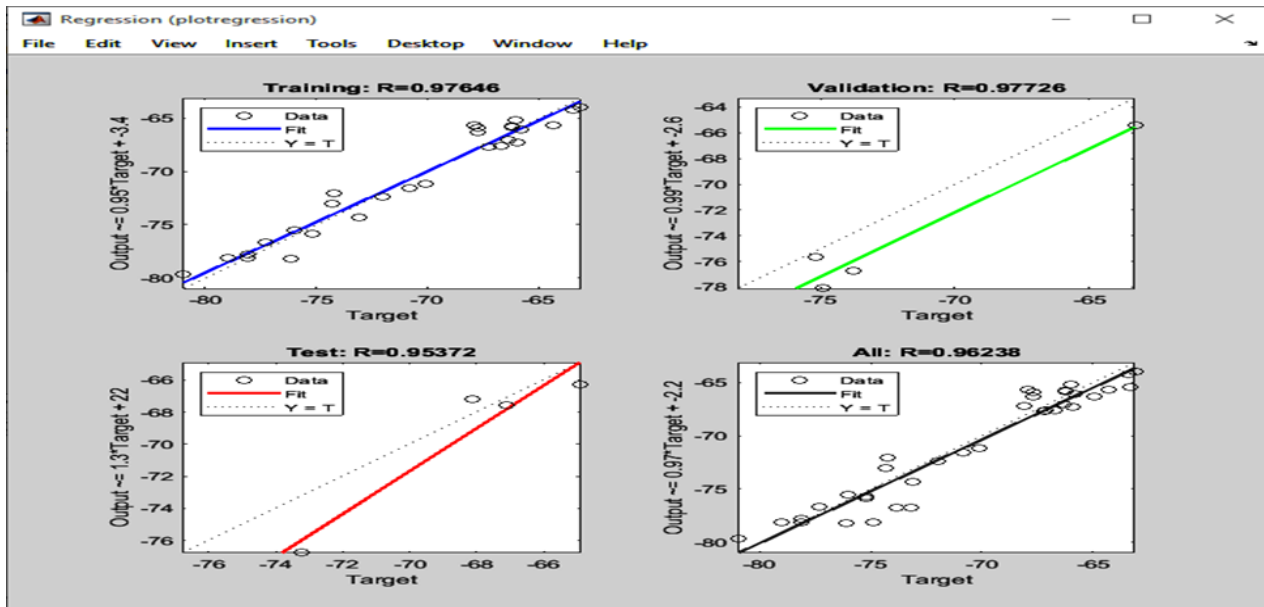 Regression (plotregression)
File Edit View Insert Tools Desktop Window Help
Training: R=0.97646
Output ~= 0.95*Target + -3.4
-65
-70
-75
-80
Data
Fit
Y = T
-80 -75 -70 -65
Target
Validation: R=0.97726
Output ~= 0.99*Target + -2.6
-64
-66
-68
-70
-72
-74
-76
-78
Data
Fit
Y = T
-75 -70 -65
Target
Test: R=0.95372
Output ~= 1.3*Target + 22
-66
-68
-70
-72
-74
-76
Data
Fit
Y = T
-76 -74 -72 -70 -68 -66
Target
All: R=0.96238
Output ~= 0.97*Target + -2.2
-65
-70
-75
-80
Data
Fit
Y = T
-80 -75 -70 -65
Target